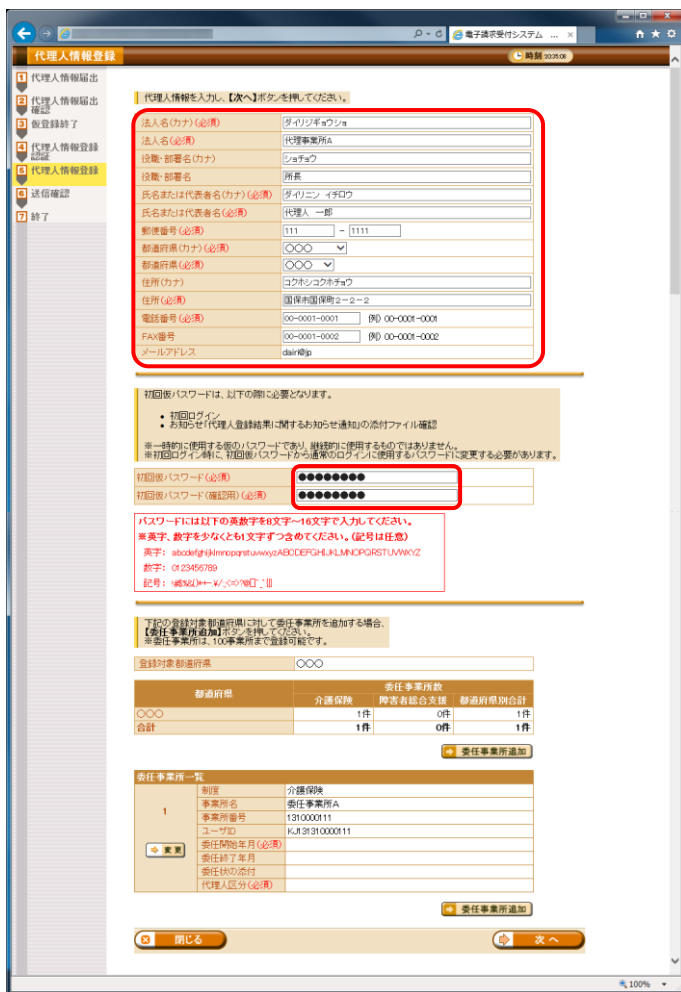 電子請求受付システム ... ×
代理人情報登録
時刻 20:35:06
1 代理人情報届出
2 代理人情報届出
確認
3 仮登録終了
4 代理人情報登録
認証
5 代理人情報登録
6 送信確認
7 終了
代理人情報を入力し、【次へ】ボタンを押してください。
法人名(カナ)(必須) ダイリジギョウショ
法人名(必須) 代理事業所A
役職・部署名(カナ) ショチョウ
役職・部署名 所長
氏名または代表者名(カナ)(必須) ダイリニン イチロウ
氏名または代表者名(必須) 代理人 一郎
郵便番号(必須) 111 - 1111
都道府県(カナ)(必須) ○○○
都道府県(必須) ○○○
住所(カナ) コクホシコクホチョウ
住所(必須) 国保市国保町2-2-2
電話番号(必須) 00-0001-0001 例) 00-0001-0001
FAX番号 00-0001-0002 例) 00-0001-0002
メールアドレス dairi@jp
初回仮パスワードは、以下の際に必要となります。
• 初回ログイン
• お知らせ「代理人登録結果に関するお知らせ通知」の添付ファイル確認
※一時的に使用する仮のパスワードであり、継続的に使用するものではありません。
※初回ログイン時に、初回仮パスワードから通常のログインに使用するパスワードに変更する必要があります。
初回仮パスワード(必須) ●●●●●●●●
初回仮パスワード(確認用)(必須) ●●●●●●●●
パスワードには以下の英数字を8文字~16文字で入力してください。
※英字、数字を少なくとも1文字ずつ含めてください。(記号は任意)
英字: abcdefghijklmnopqrstuvwxyzABCDEFGHIJKLMNOPQRSTUVWXYZ
数字: 0123456789
記号:
下記の登録対象都道府県に対して委任事業所を追加する場合、
【委任事業所追加】ボタンを押してください。
※委任事業所は、100事業所まで登録可能です。
登録対象都道府県 ○○○
都道府県 委任事業所数
介護保険 障害者総合支援 都道府県別合計
○○○ 1件 0件 1件
合計 1件 0件 1件
委任事業所追加
委任事業所一覧
1
変更
制度 介護保険
事業所名 委任事業所A
事業所番号 1310000111
ユーザID KJ131310000111
委任開始年月(必須)
委任終了年月
委任状の添付
代理人区分(必須)
委任事業所追加
閉じる 次へ
100%